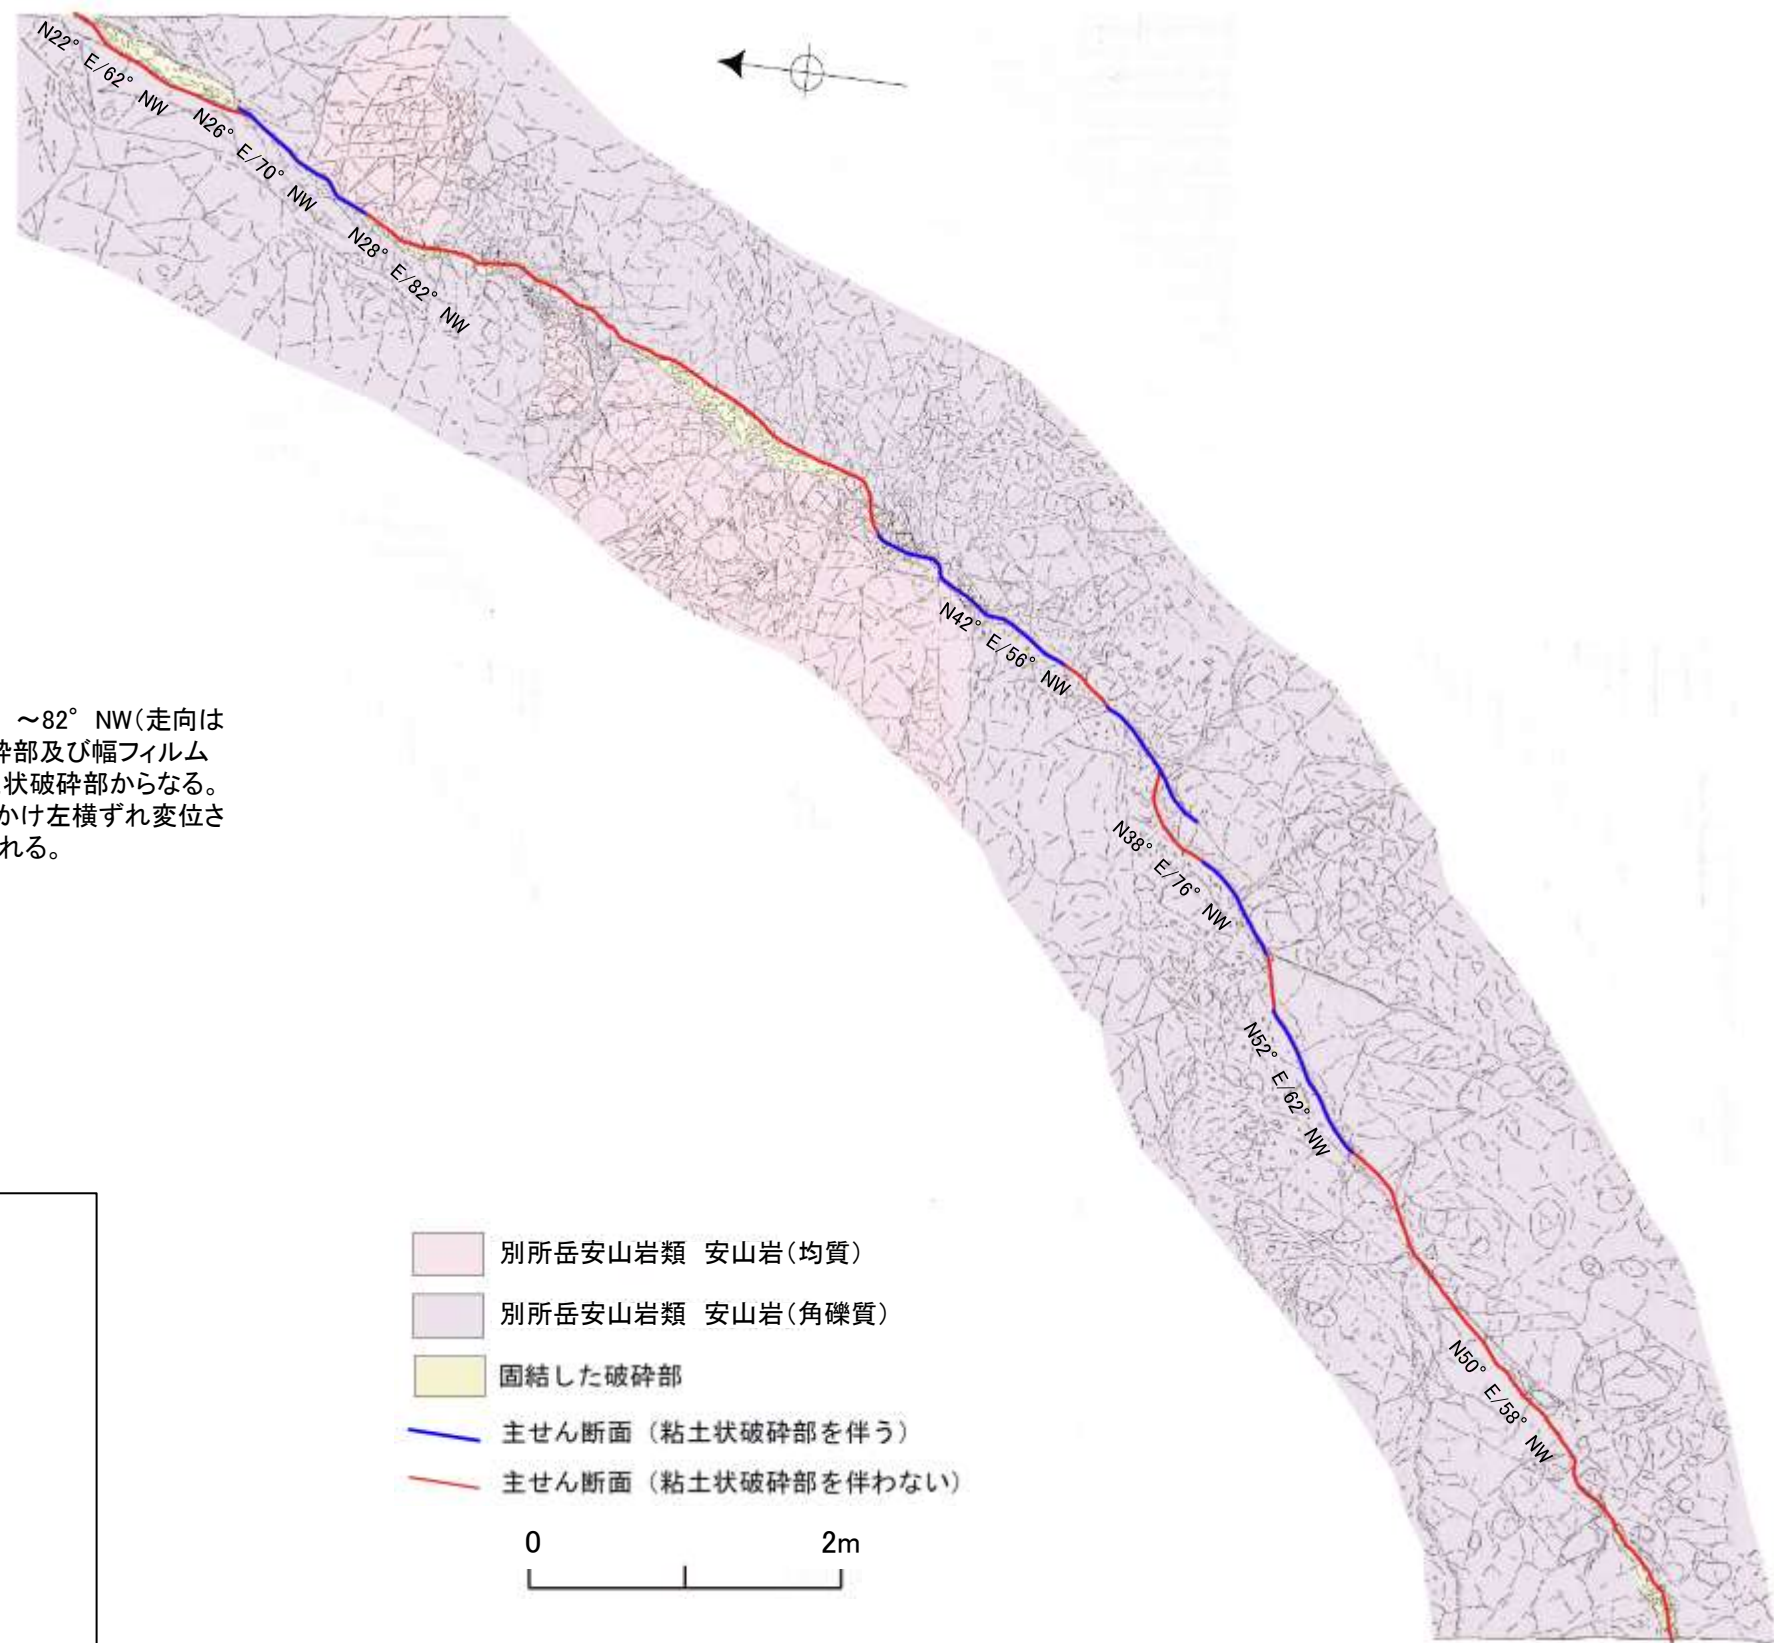 N22° E/62° NW
N26° E/70° NW
N28° E/82° NW
N42° E/56° NW
~82° NW(走向は
砕部及び幅フィルム
状破砕部からなる。
かけ左横ずれ変位さ
れる。
N38° E/76° NW
N52° E/62° NW
別所岳安山岩類 安山岩(均質)
別所岳安山岩類 安山岩(角礫質)
固結した破砕部
主せん断面(粘土状破砕部を伴う)
主せん断面(粘土状破砕部を伴わない)
N50° E/58° NW
0 2m